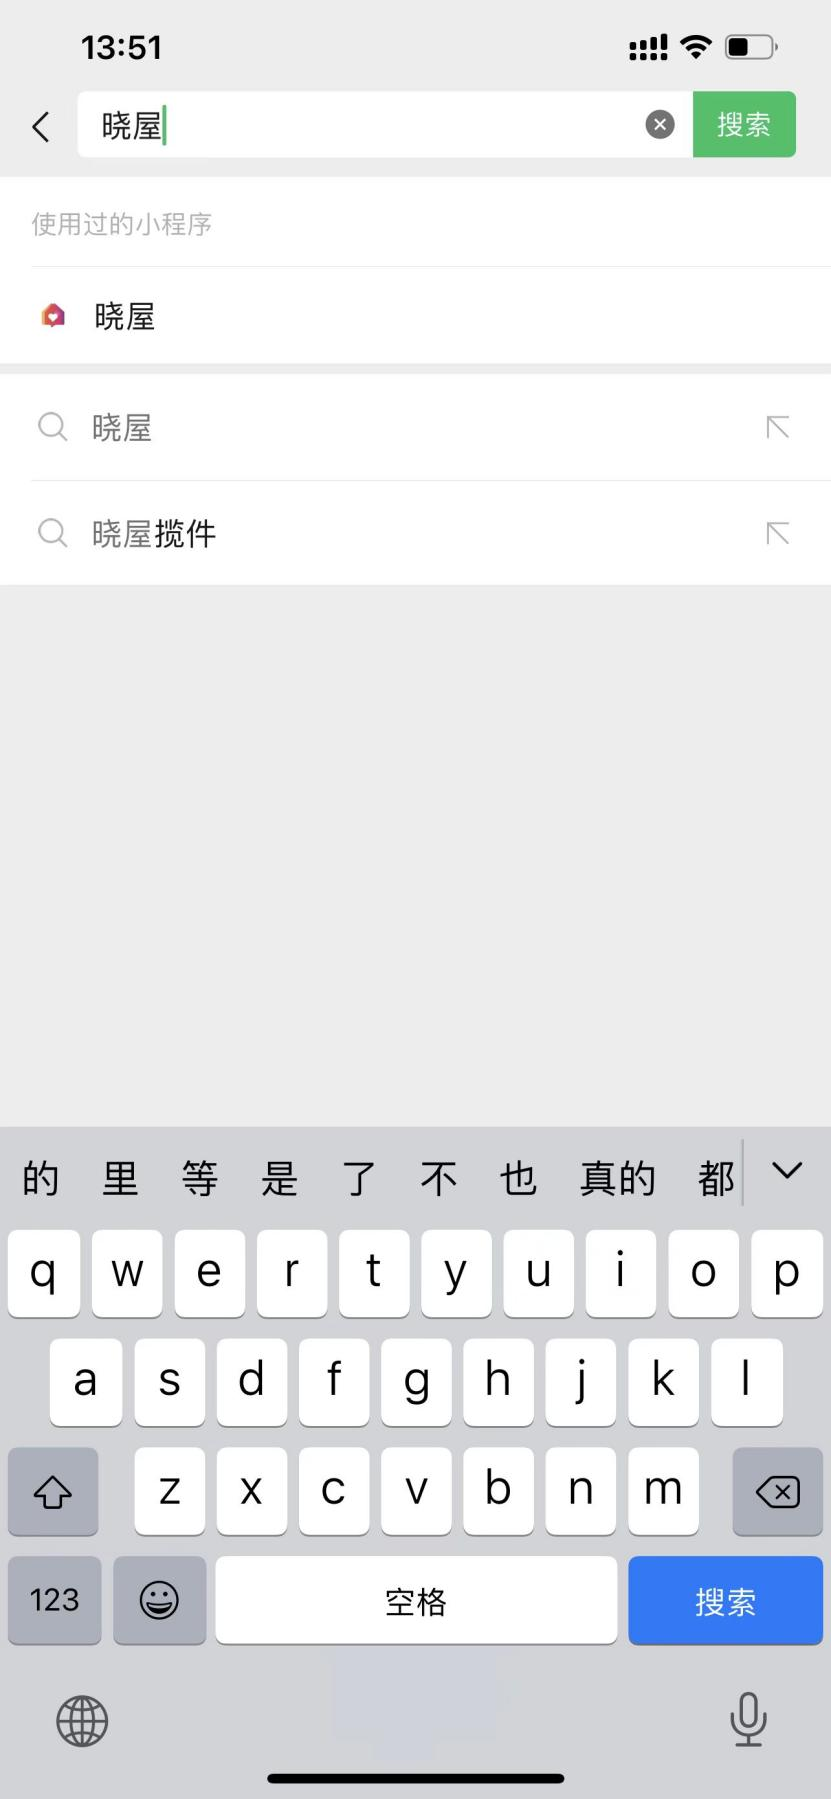 13:51
晓屋
搜索
使用过的小程序
晓屋
晓屋
晓屋揽件
的 里 等 是 了 不 也 真的 都
q w e r t y u i o p
a s d f g h j k l
z x c v b n m
123 空格 搜索